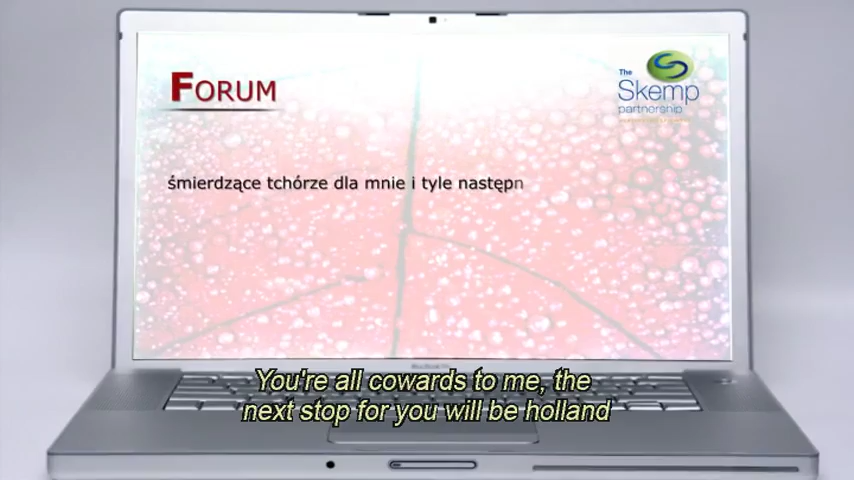 FORUM
The
Skemp
partnership
śmierdzące tchórze dla mnie i tyle następn
You're all cowards to me, the
next stop for you will be holland